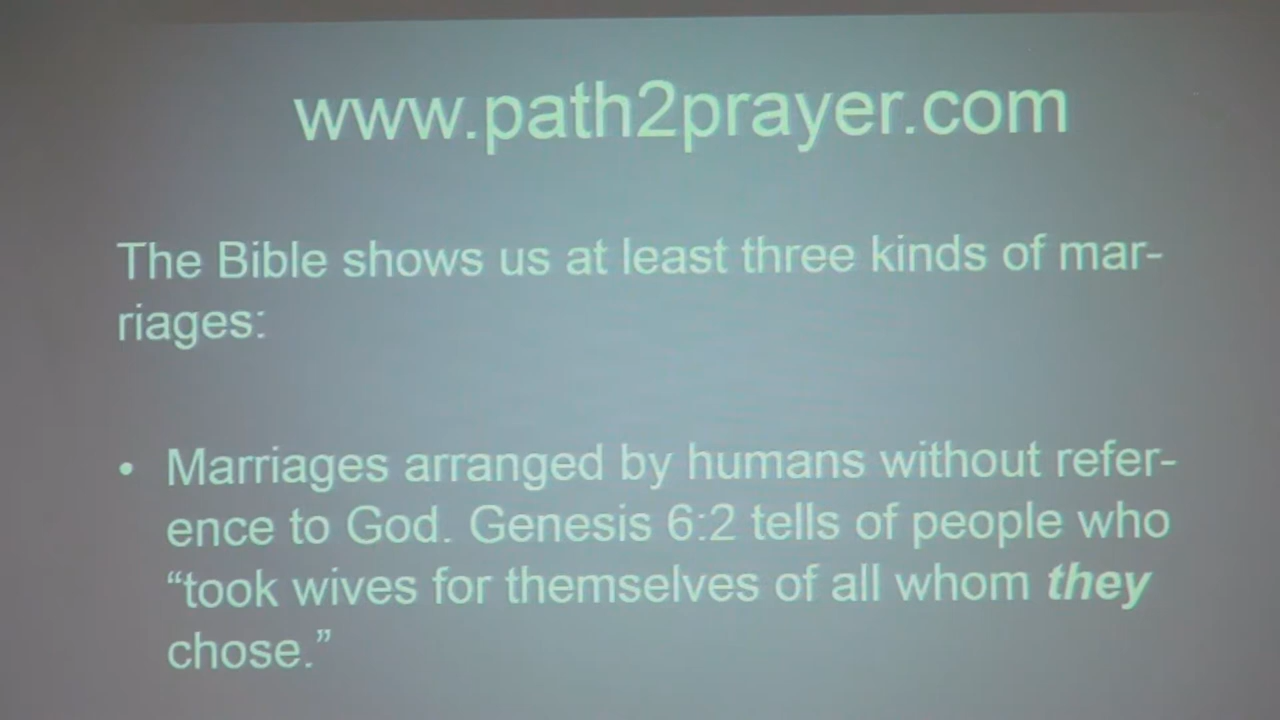 www.path2prayer.com
The Bible shows us at least three kinds of mar-
riages:
• Marriages arranged by humans without refer-
ence to God. Genesis 6:2 tells of people who
“took wives for themselves of all whom they
chose.”